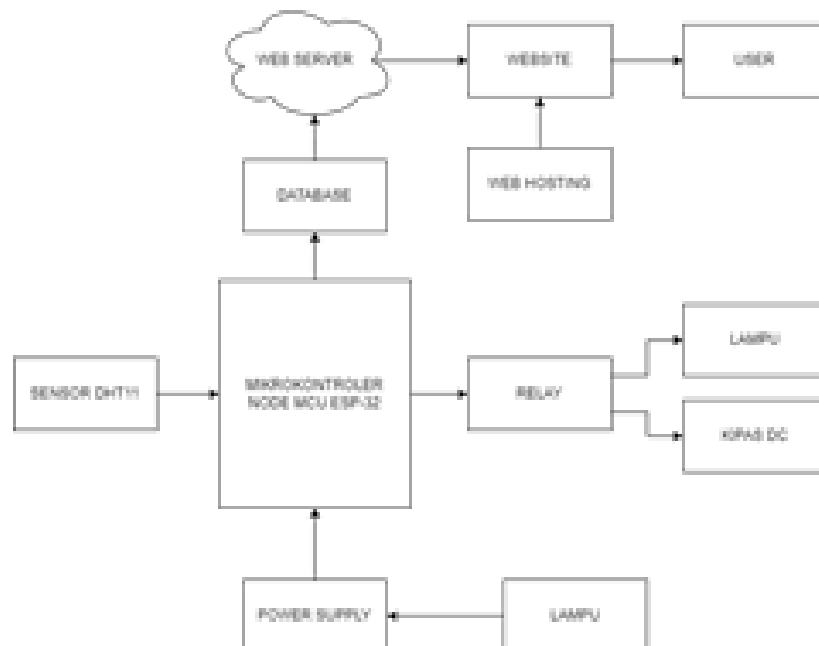 WEB SERVER
WEBSITE
USER
DATABASE
WEB HOSTING
SENSOR DHT11
MIKROKONTROLER
NODE MCU ESP-32
RELAY
LAMPU
KIPAS DC
POWER SUPPLY
LAMPU